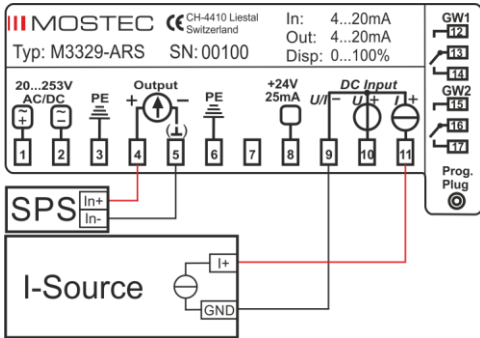 MOSTEC CE CH-4410 Liestal Switzerland
In: 4...20mA
Out: 4...20mA
Typ: M3329-ARS SN: 00100 Disp: 0...100%
GW1
12
13
14
GW2
15
16
17
Prog. Plug
20...253V AC/DC
PE
Output
+ −
(⊥)
PE
+24V 25mA
DC Input
U/I − U + I +
+ − ~
1 2 3 4 5 6 7 8 9 10 11
SPS In+
In-
I-Source I+
GND